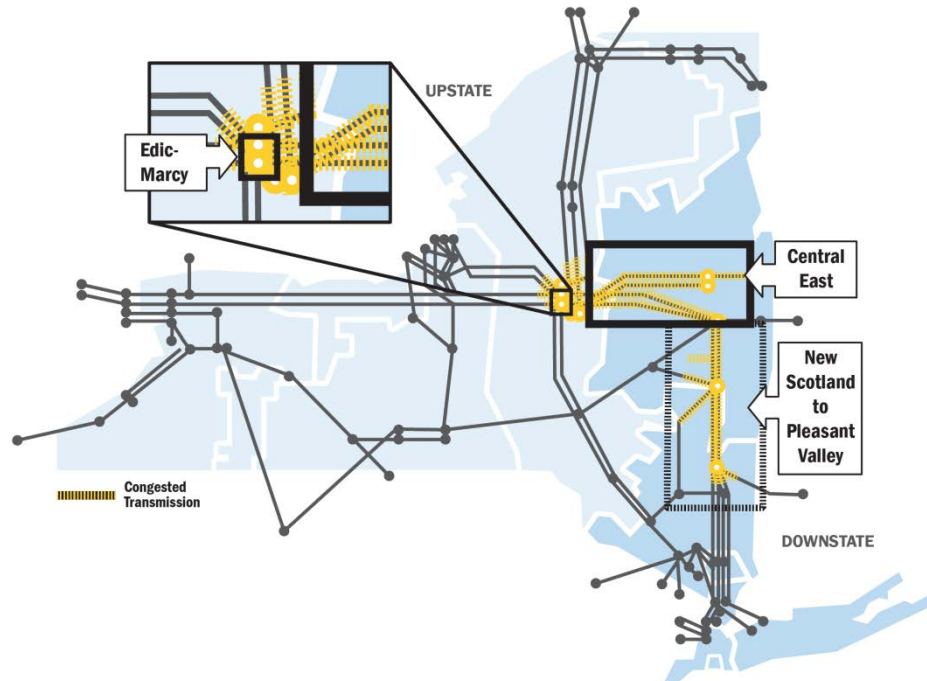 UPSTATE
Edic-
Marcy
Central
East
New
Scotland
to
Pleasant
Valley
Congested
Transmission
DOWNSTATE